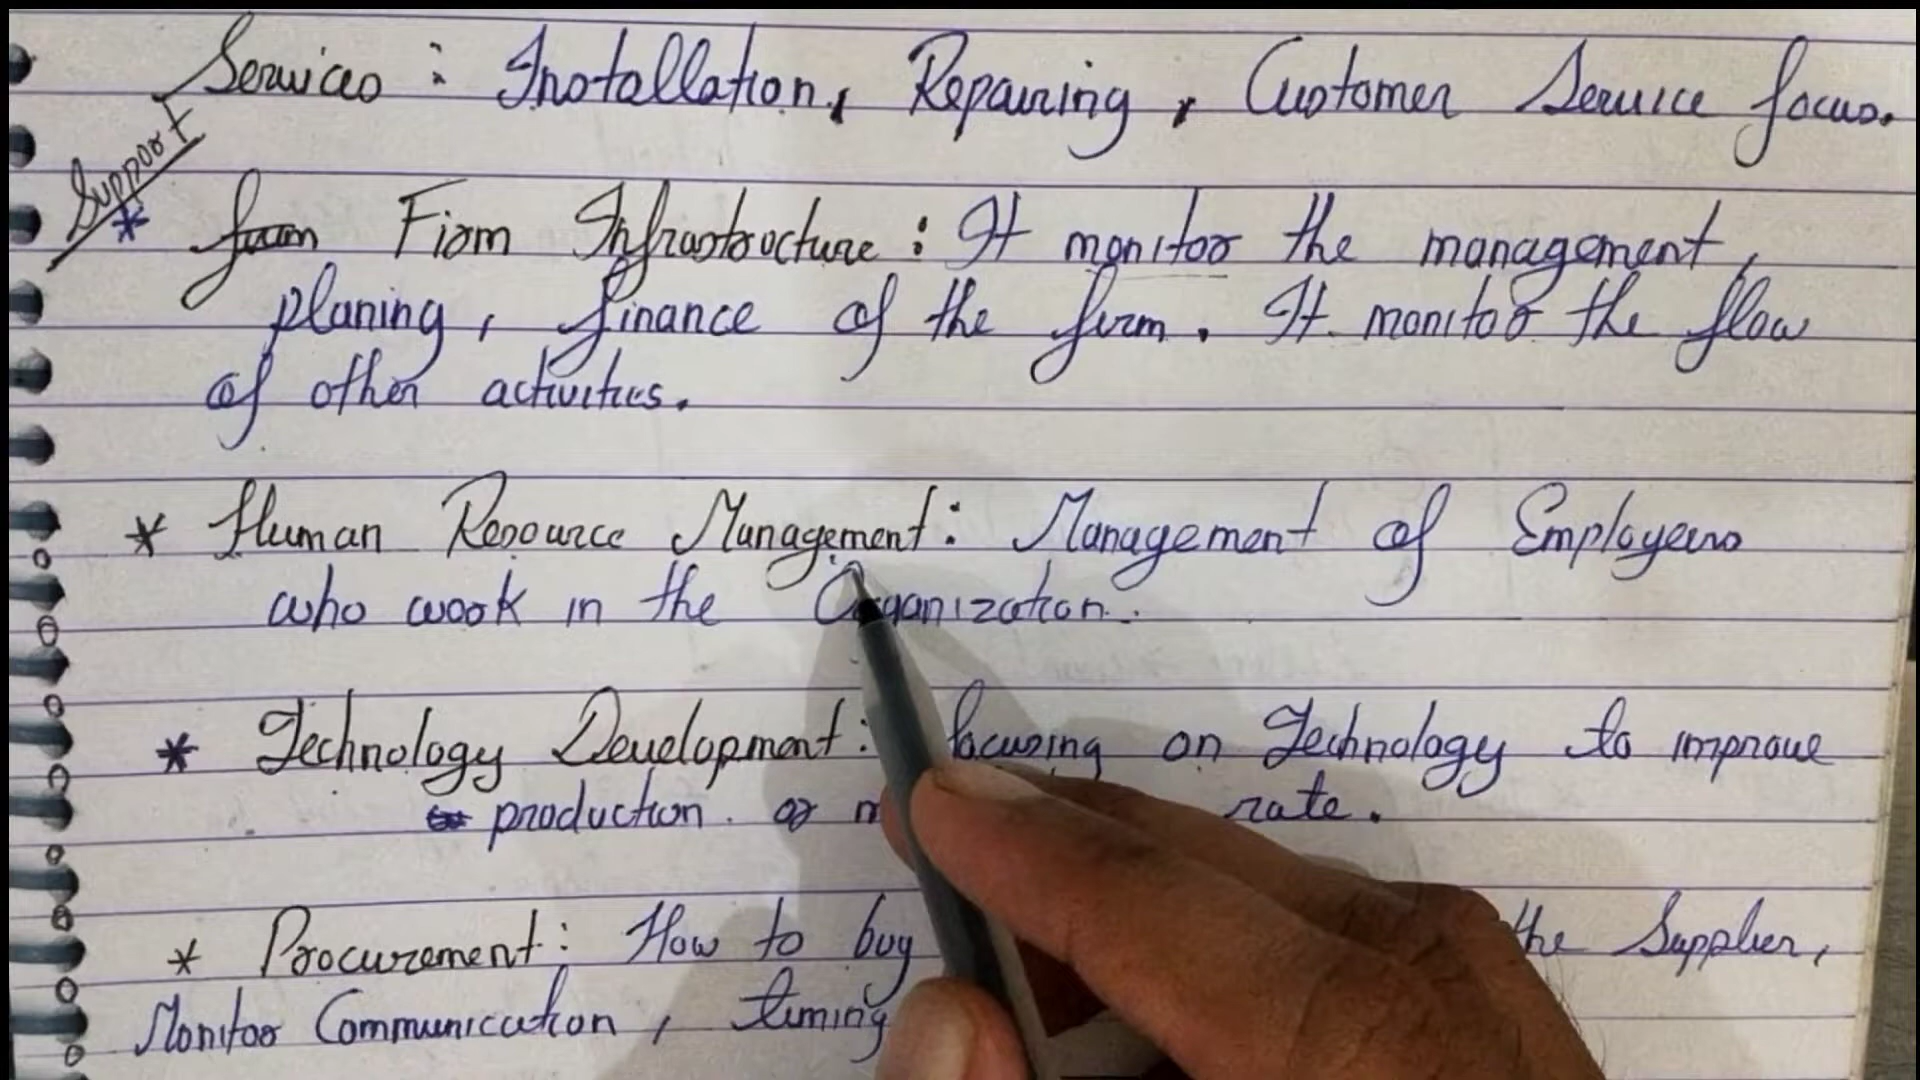 Services : Installation, Repairing, Customer Service focus.
Support
* Firm Infrastructure : It monitor the management,
planing, finance of the firm. It monitor the flow
of other activities.
* Human Resource Management : Management of Employees
who work in the Organization.
* Technology Development : focusing on Technology to improve
production. or rate.
* Procurement : How to buy the Supplier,
Monitor Communication, timing